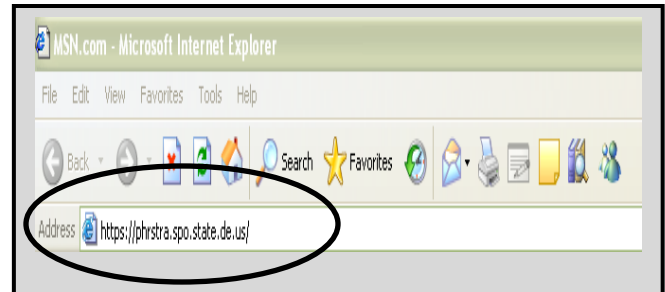 MSN.com - Microsoft Internet Explorer
File Edit View Favorites Tools Help
Back Search Favorites
Address https://phrstra.spo.state.de.us/